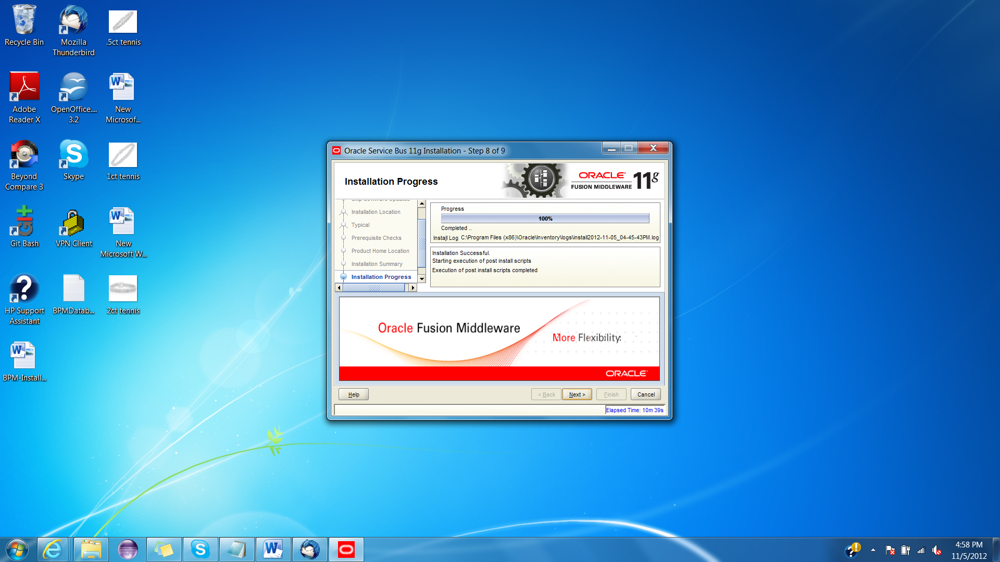 Recycle Bin
Mozilla
Thunderbird
.5ct tennis
Adobe
Reader X
OpenOffice....
3.2
New
Microsof...
Beyond
Compare 3
Skype
1ct tennis
Git Bash
VPN Client
New
Microsoft W...
HP Support
Assistant
BPMDatab...
2ct tennis
BPM-Install...
Oracle Service Bus 11g Installation - Step 8 of 9
Installation Progress
ORACLE
FUSION MIDDLEWARE
11g
Skip Software Updates
Installation Location
Typical
Prerequisite Checks
Product Home Location
Installation Summary
Installation Progress
Progress
100%
Completed ..
Install Log C:\Program Files (x86)\Oracle\Inventory\logs\install2012-11-05_04-45-43PM.log
Installation Successful.
Starting execution of post install scripts
Execution of post install scripts completed
Oracle Fusion Middleware
More Flexibility
ORACLE
Help
< Back
Next >
Finish
Cancel
Elapsed Time: 10m 39s
4:58 PM
11/5/2012